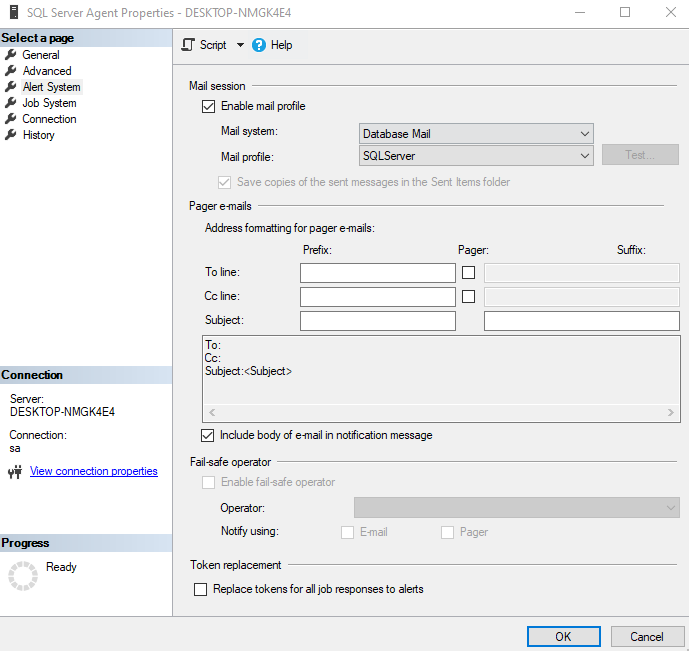 SQL Server Agent Properties - DESKTOP-NMGK4E4
Select a page
General
Advanced
Alert System
Job System
Connection
History
Connection
Server:
DESKTOP-NMGK4E4
Connection:
sa
View connection properties
Progress
Ready
Script
Help
Mail session
Enable mail profile
Mail system:
Database Mail
Mail profile:
SQLServer
Test...
Save copies of the sent messages in the Sent Items folder
Pager e-mails
Address formatting for pager e-mails:
Prefix: Pager: Suffix:
To line:
Cc line:
Subject:
To:
Cc:
Subject:<Subject>
Include body of e-mail in notification message
Fail-safe operator
Enable fail-safe operator
Operator:
Notify using: E-mail Pager
Token replacement
Replace tokens for all job responses to alerts
OK Cancel